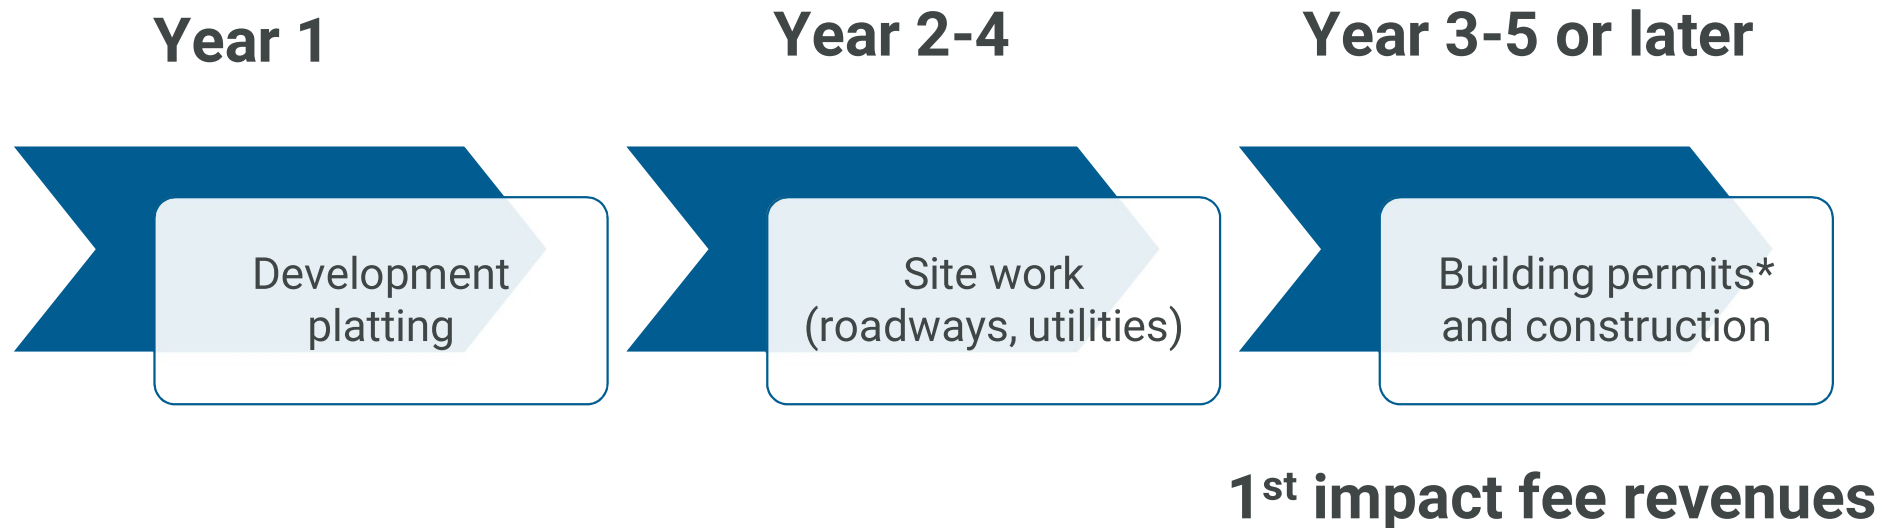 Year 1
Year 2-4
Year 3-5 or later
Development
platting
Site work
(roadways, utilities)
Building permits*
and construction
1st impact fee revenues